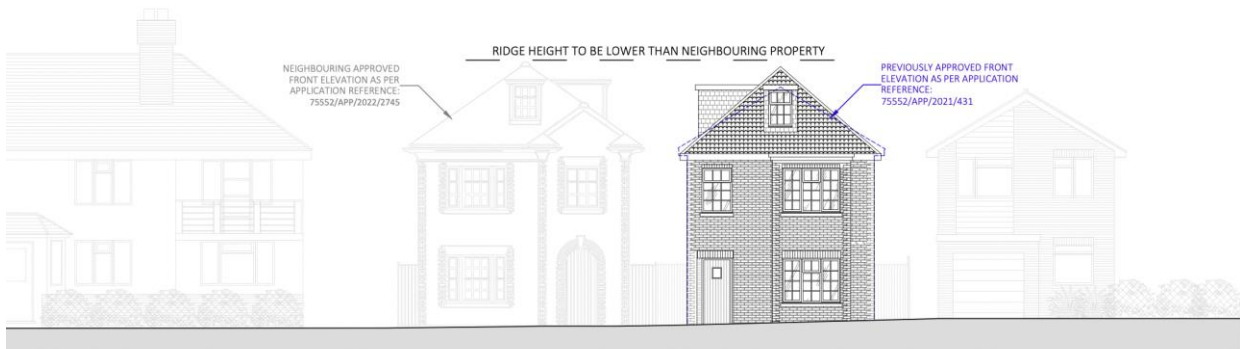 RIDGE HEIGHT TO BE LOWER THAN NEIGHBOURING PROPERTY
NEIGHBOURING APPROVED
FRONT ELEVATION AS PER
APPLICATION REFERENCE:
75552/APP/2022/2745
PREVIOUSLY APPROVED FRONT
ELEVATION AS PER APPLICATION
REFERENCE:
75552/APP/2021/431